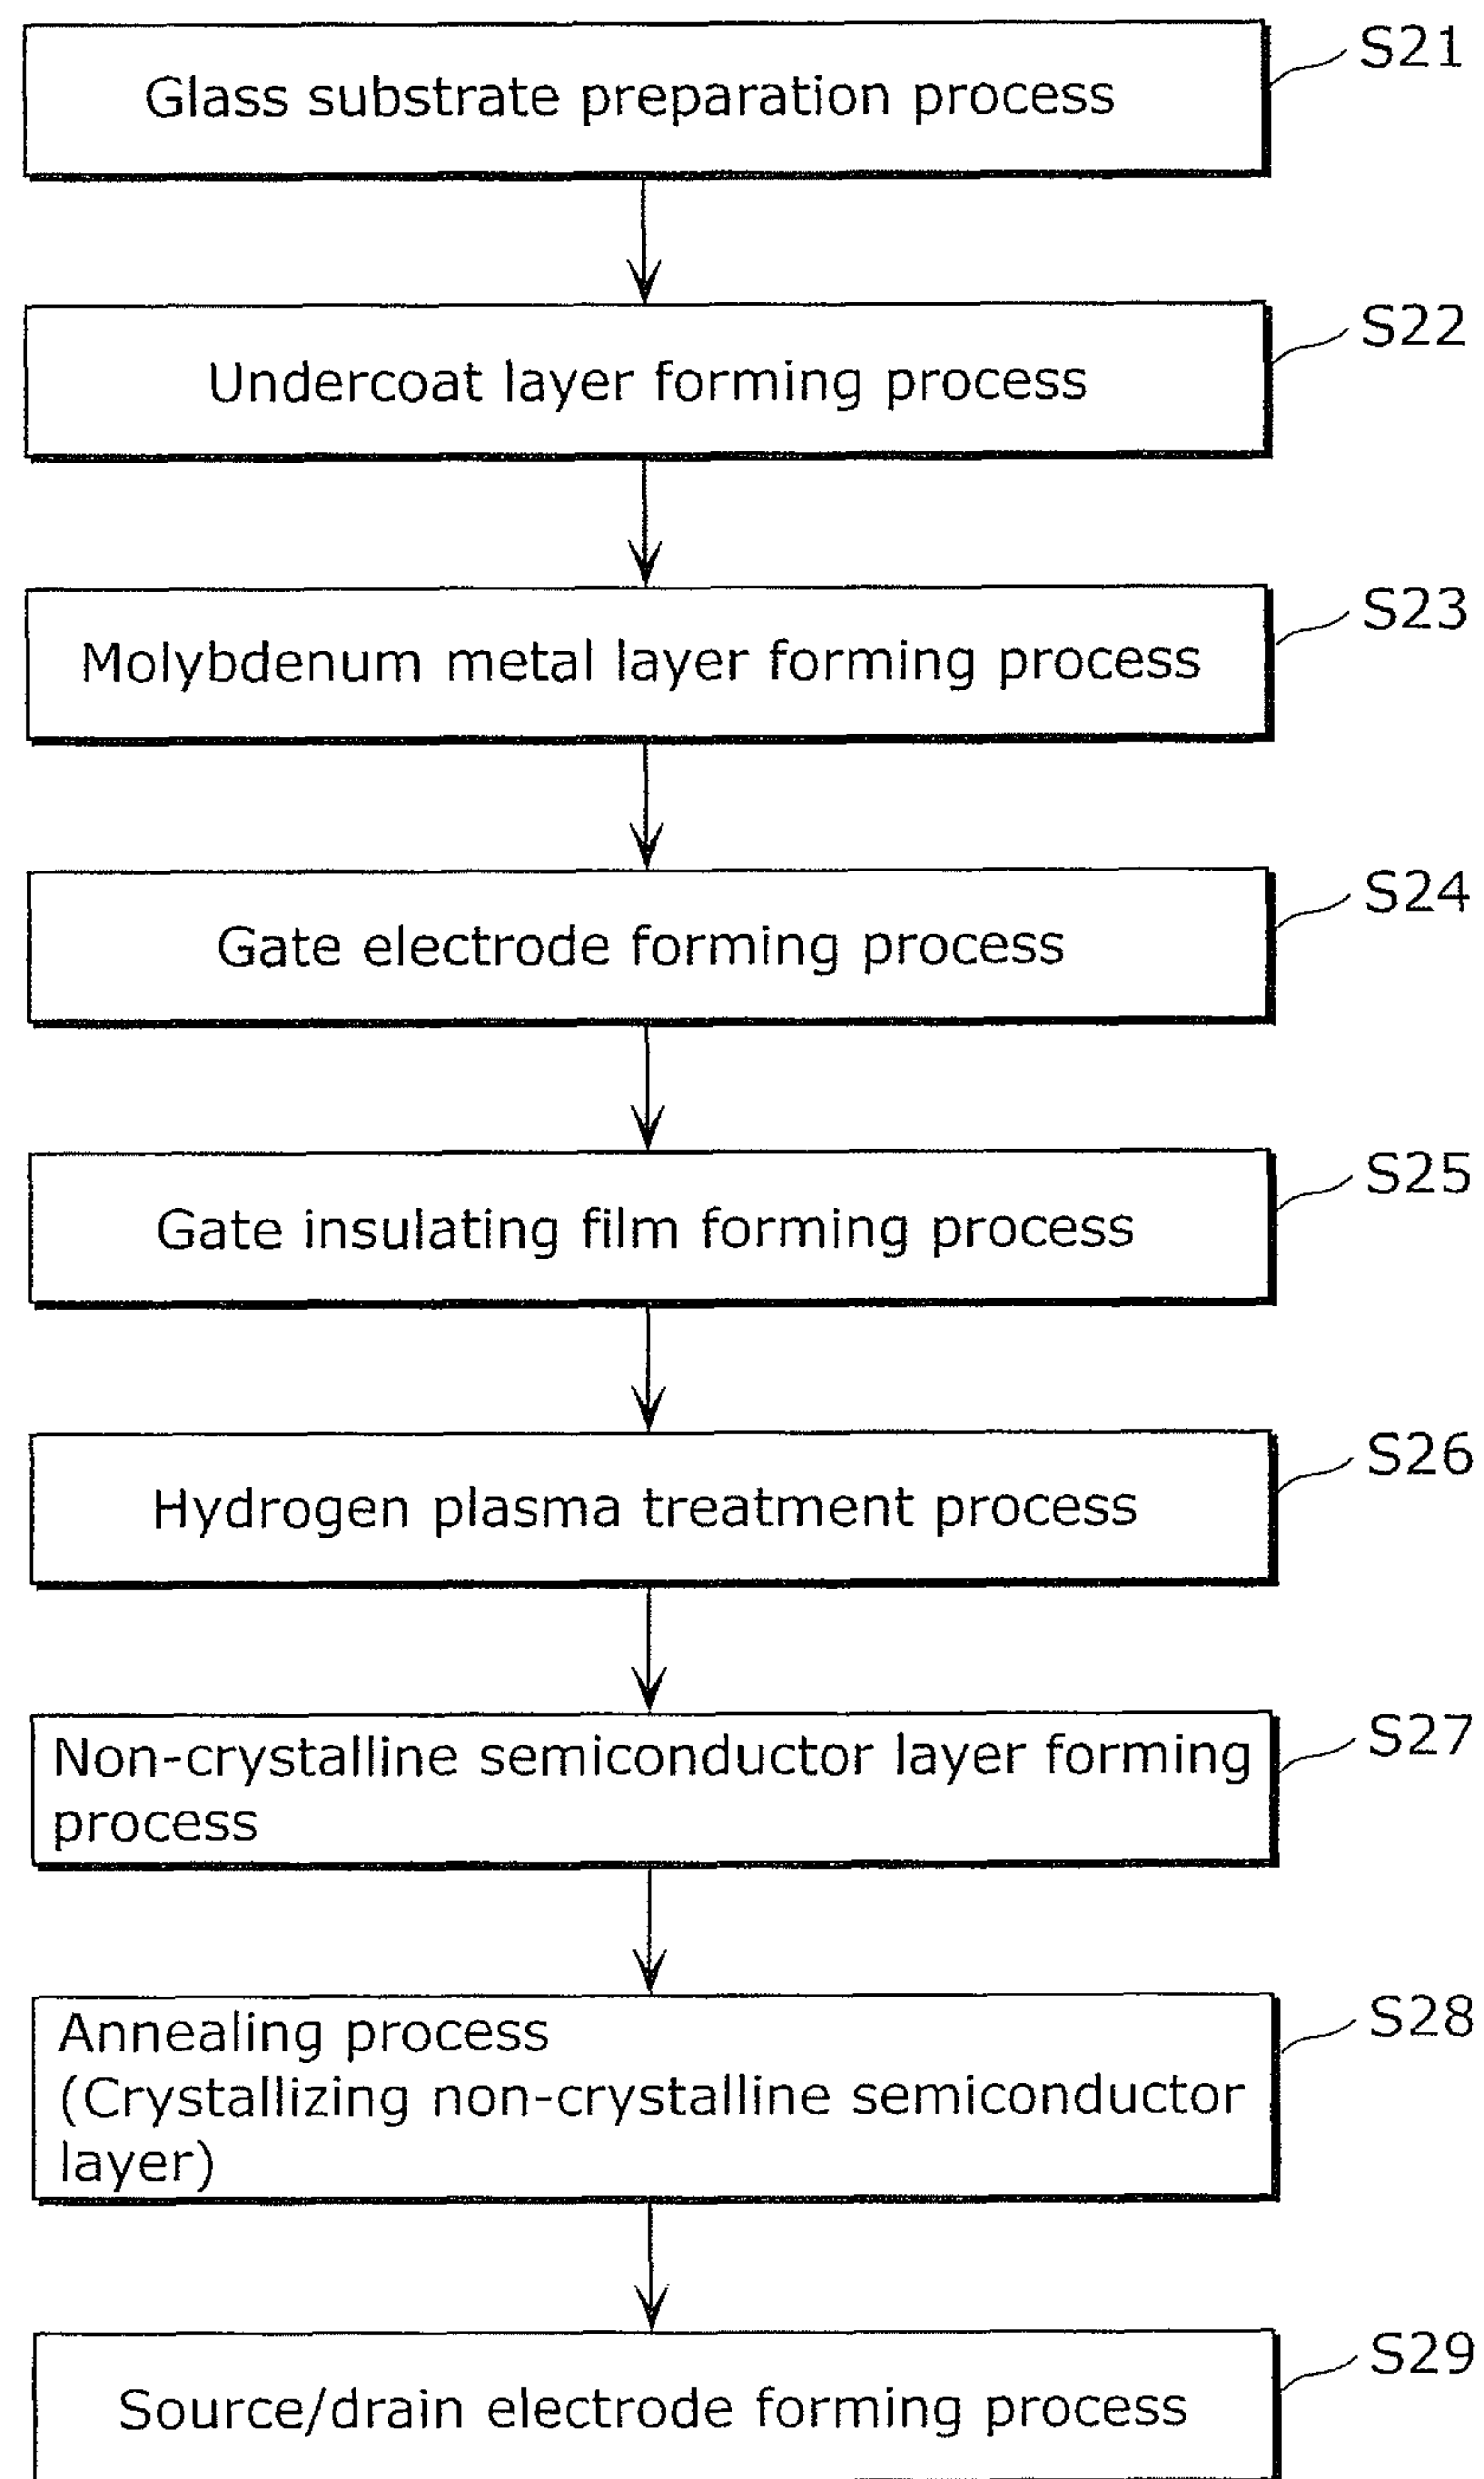 Glass substrate preparation process
S21
Undercoat layer forming process
S22
Molybdenum metal layer forming process
S23
Gate electrode forming process
S24
Gate insulating film forming process
S25
Hydrogen plasma treatment process
S26
Non-crystalline semiconductor layer forming
process
S27
Annealing process
(Crystallizing non-crystalline semiconductor
layer)
S28
Source/drain electrode forming process
S29